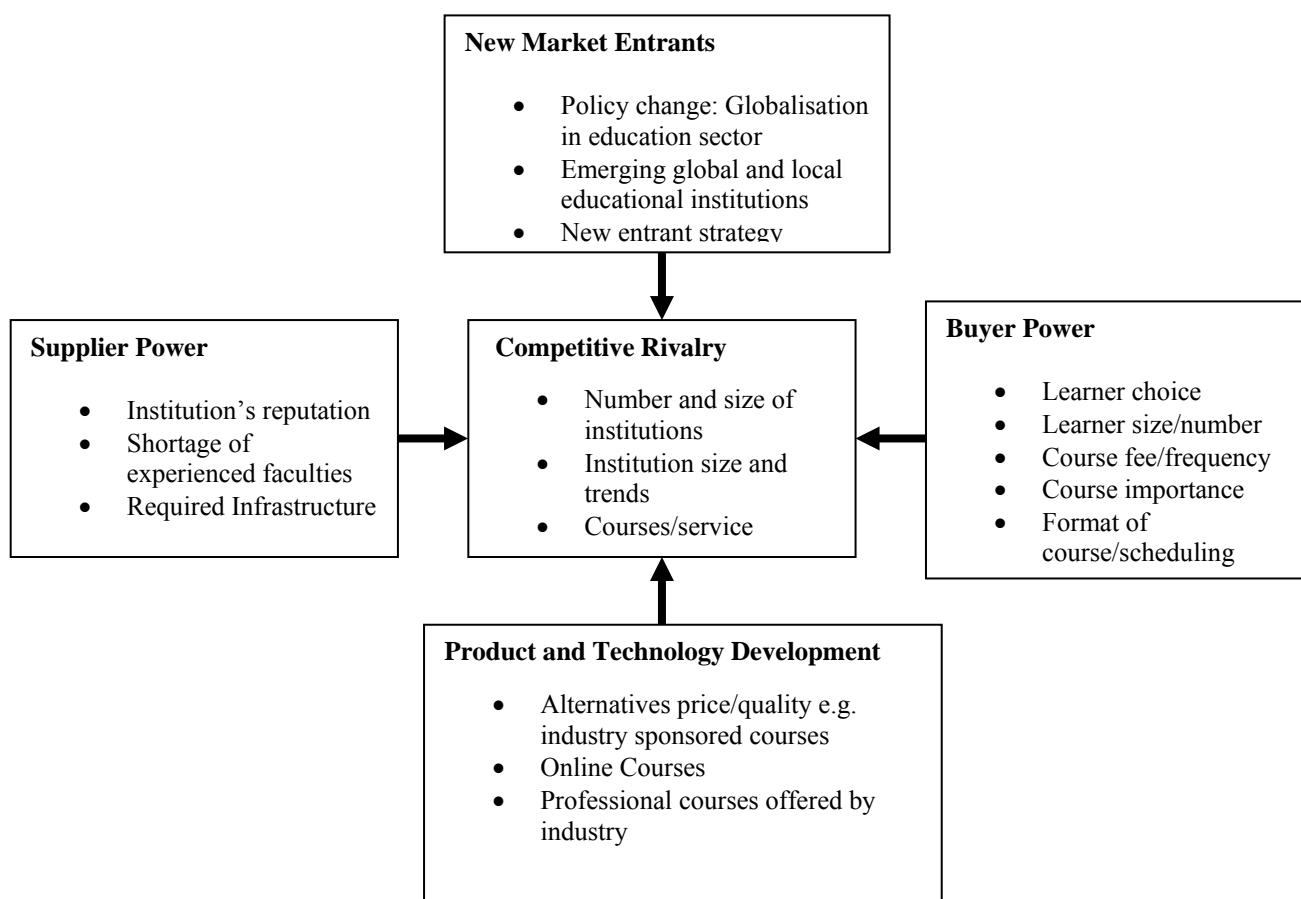 New Market Entrants
• Policy change: Globalisation
in education sector
• Emerging global and local
educational institutions
• New entrant strategy
Supplier Power
• Institution’s reputation
• Shortage of
experienced faculties
• Required Infrastructure
Competitive Rivalry
• Number and size of
institutions
• Institution size and
trends
• Courses/service
Buyer Power
• Learner choice
• Learner size/number
• Course fee/frequency
• Course importance
• Format of
course/scheduling
Product and Technology Development
• Alternatives price/quality e.g.
industry sponsored courses
• Online Courses
• Professional courses offered by
industry